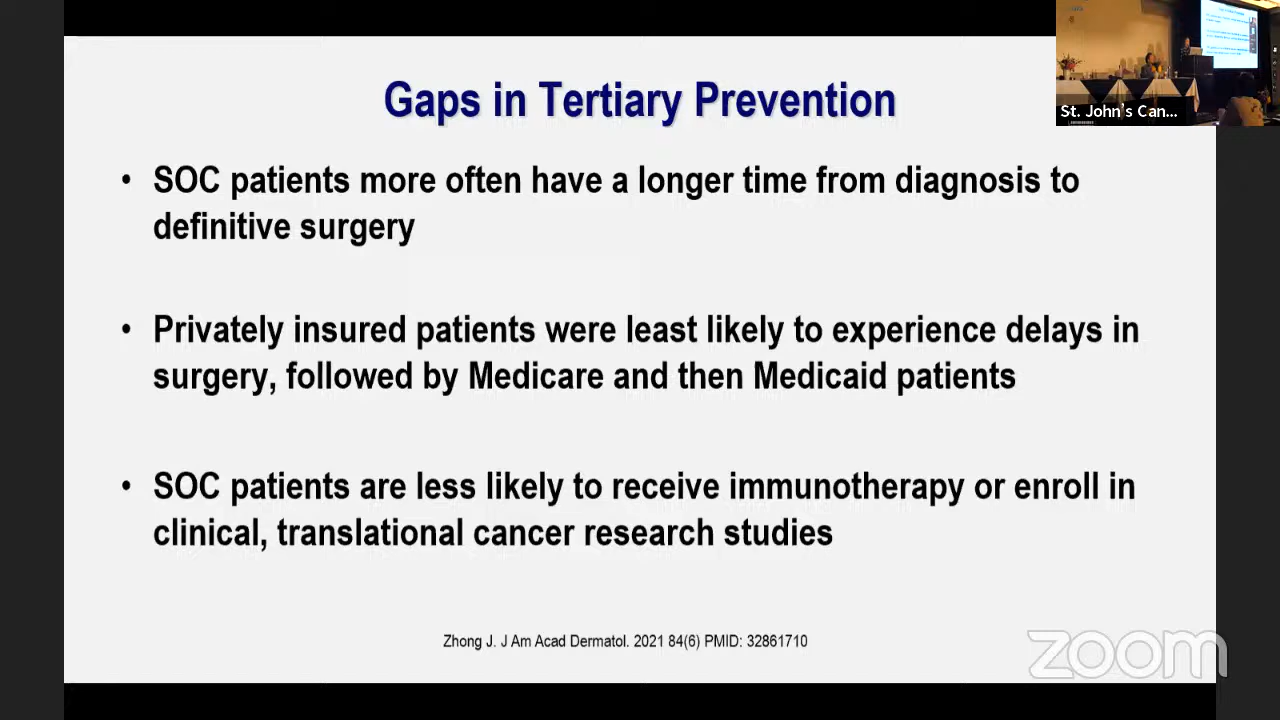 Gaps in Tertiary Prevention
• SOC patients more often have a longer time from diagnosis to
definitive surgery
• Privately insured patients were least likely to experience delays in
surgery, followed by Medicare and then Medicaid patients
• SOC patients are less likely to receive immunotherapy or enroll in
clinical, translational cancer research studies
Zhong J. J Am Acad Dermatol. 2021 84(6) PMID: 32861710
St. John's Can...
zoom